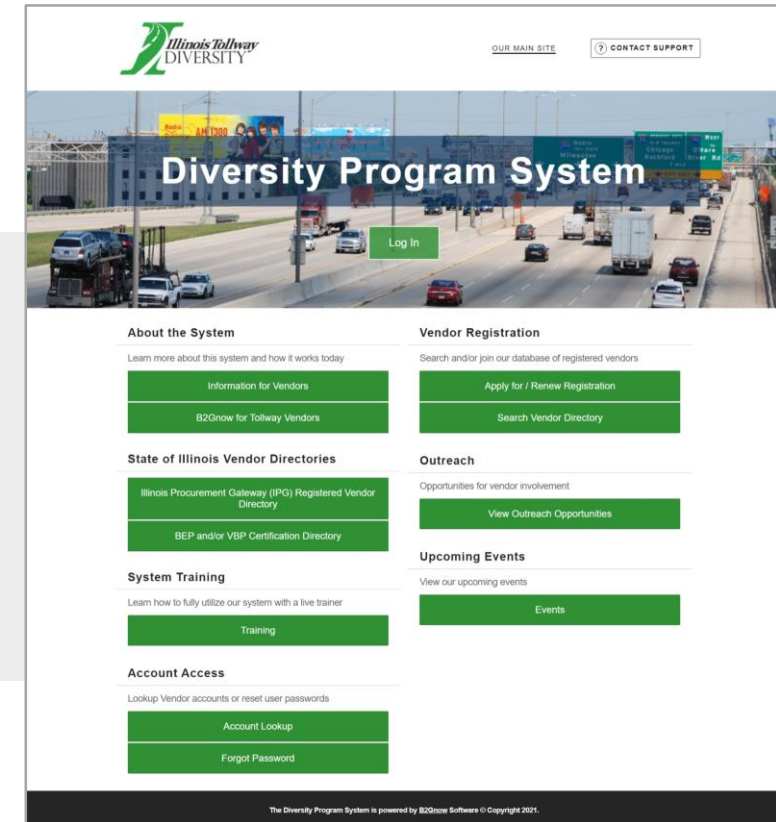 Illinois Tollway
DIVERSITY
OUR MAIN SITE
? CONTACT SUPPORT
Radio
AM 1300
Diversity Program System
Log In
About the System
Learn more about this system and how it works today
Information for Vendors
B2Gnow for Tollway Vendors
State of Illinois Vendor Directories
Illinois Procurement Gateway (IPG) Registered Vendor
Directory
BEP and/or VBP Certification Directory
System Training
Learn how to fully utilize our system with a live trainer
Training
Account Access
Lookup Vendor accounts or reset user passwords
Account Lookup
Forgot Password
Vendor Registration
Search and/or join our database of registered vendors
Apply for / Renew Registration
Search Vendor Directory
Outreach
Opportunities for vendor involvement
View Outreach Opportunities
Upcoming Events
View our upcoming events
Events
The Diversity Program System is powered by B2Gnow Software © Copyright 2021.